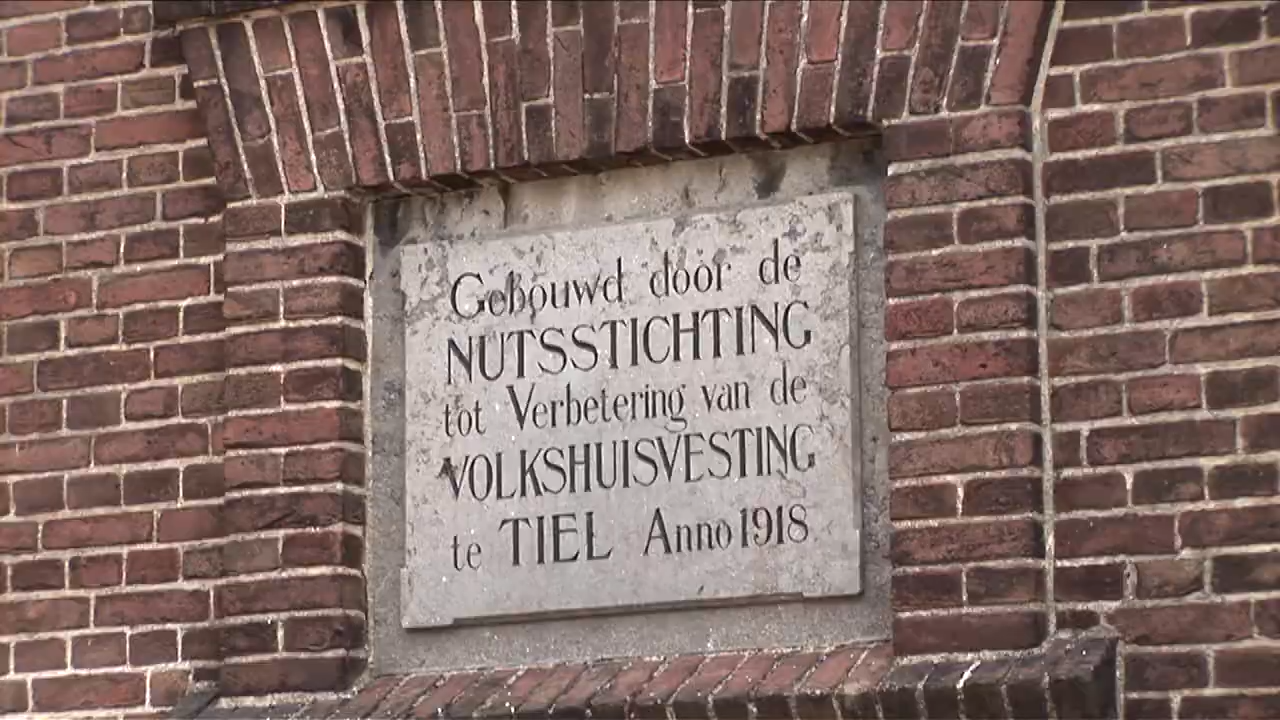 Gebouwd door de
NUTSSTICHTING
tot Verbetering van de
VOLKSHUISVESTING
te TIEL Anno 1918